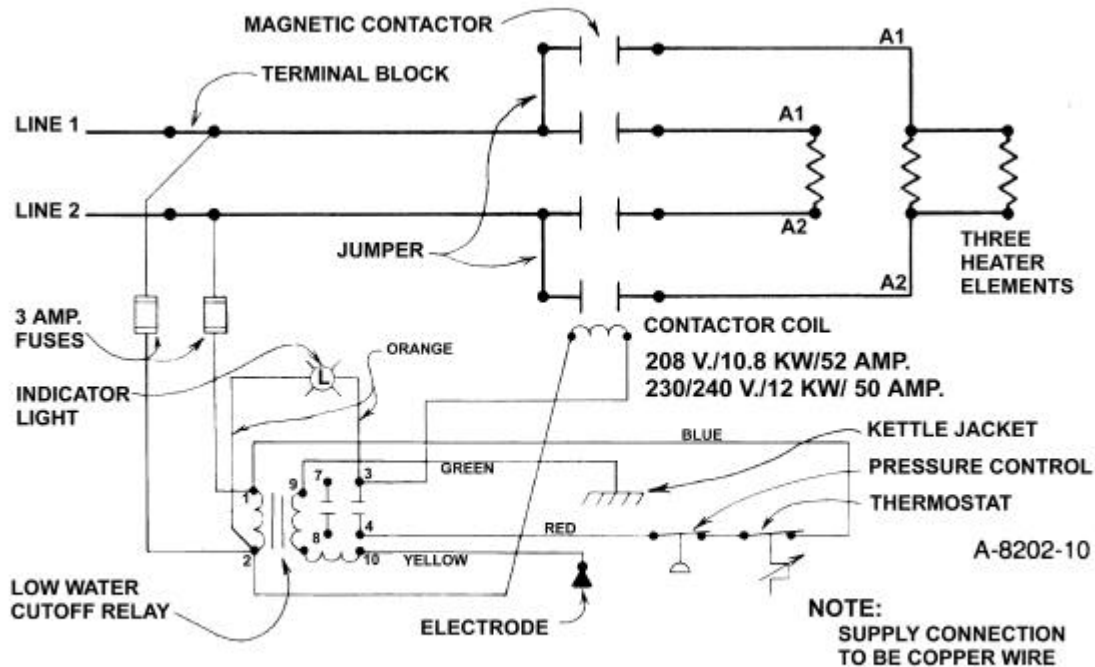 MAGNETIC CONTACTOR
A1
TERMINAL BLOCK
LINE 1
A1
LINE 2
A2
JUMPER
THREE
HEATER
ELEMENTS
A2
3 AMP.
FUSES
CONTACTOR COIL
ORANGE
208 V./10.8 KW/52 AMP.
230/240 V./12 KW/ 50 AMP.
INDICATOR
LIGHT
L
BLUE
KETTLE JACKET
GREEN
PRESSURE CONTROL
THERMOSTAT
1
9
7
3
RED
8
4
2
10
YELLOW
A-8202-10
LOW WATER
CUTOFF RELAY
ELECTRODE
NOTE:
SUPPLY CONNECTION
TO BE COPPER WIRE